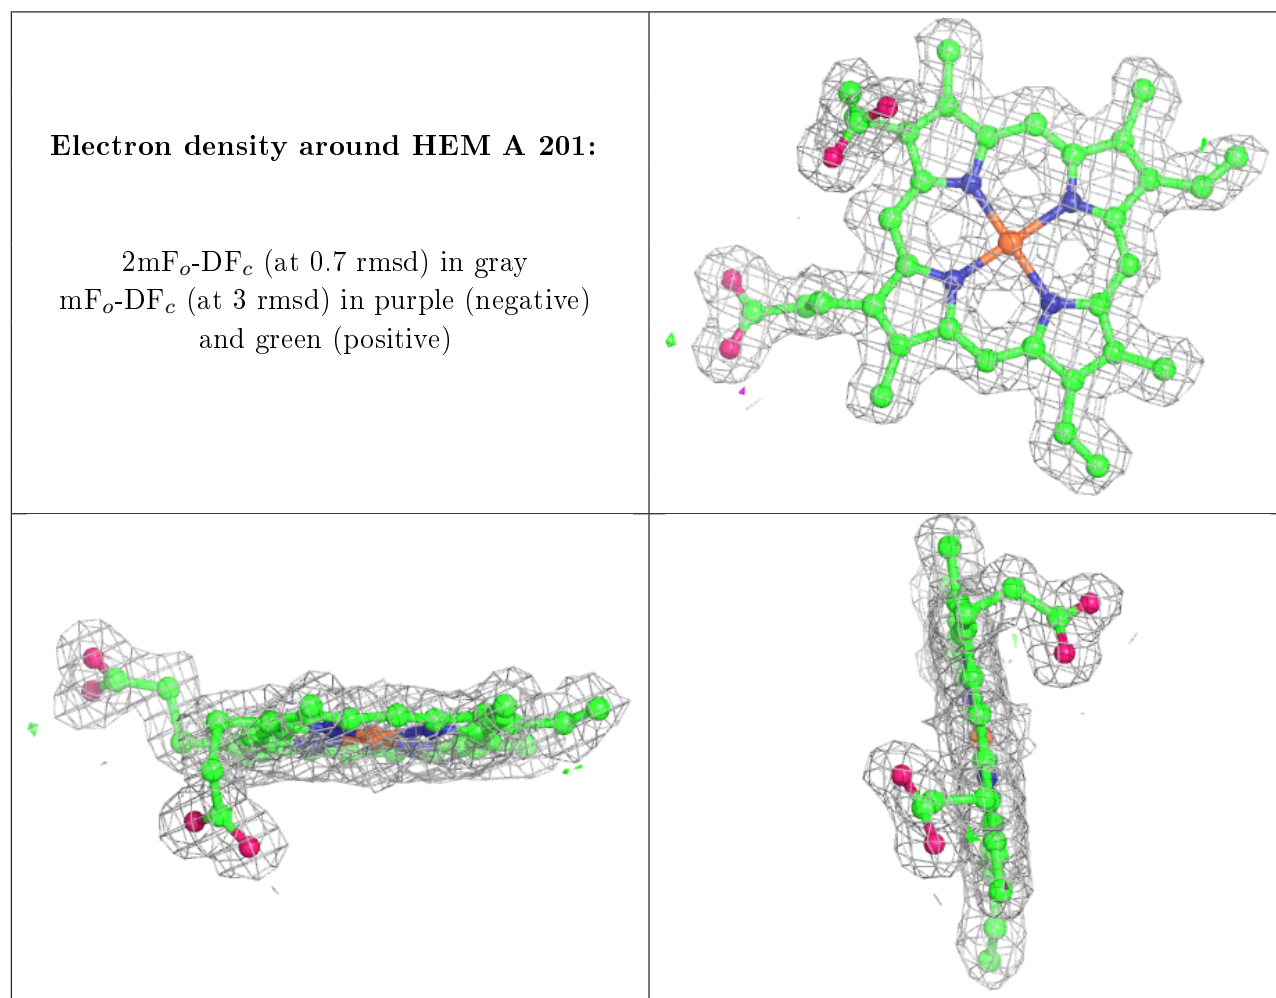 Electron density around HEM A 201:
2mFo-DFc (at 0.7 rmsd) in gray
mFo-DFc (at 3 rmsd) in purple (negative)
and green (positive)